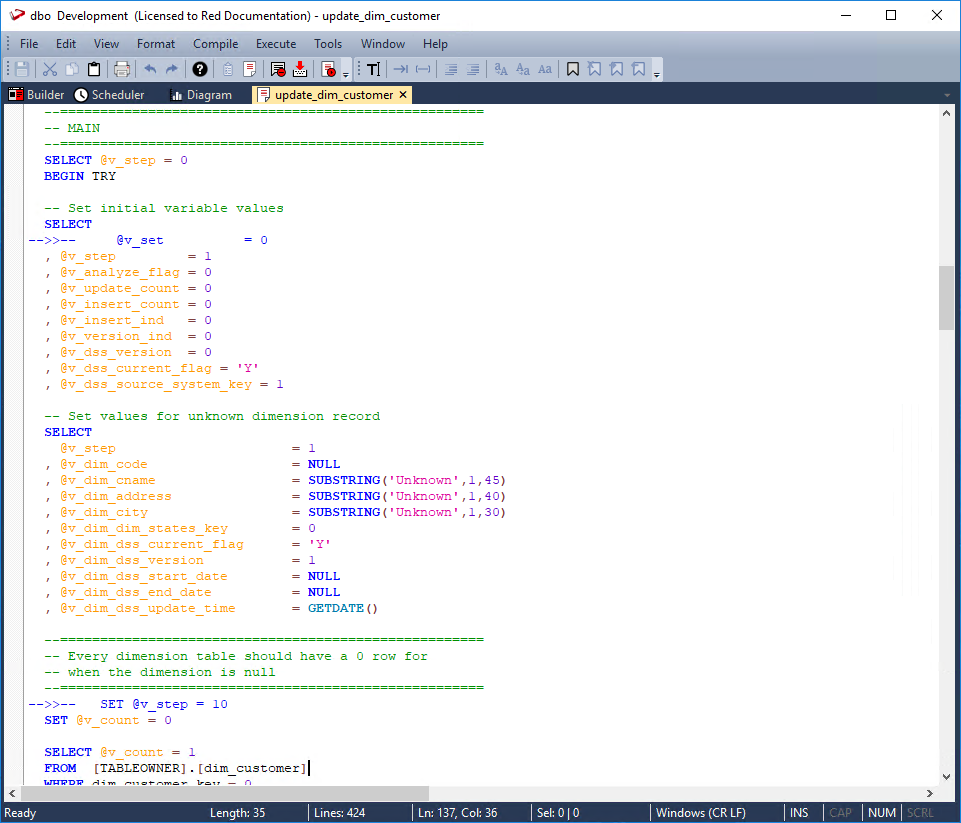 dbo Development (Licensed to Red Documentation) - update_dim_customer
File Edit View Format Compile Execute Tools Window Help
Builder Scheduler Diagram update_dim_customer
--=====================================================
-- MAIN
--=====================================================
SELECT @v_step = 0
BEGIN TRY
-- Set initial variable values
SELECT
-->>-- @v_set = 0
, @v_step = 1
, @v_analyze_flag = 0
, @v_update_count = 0
, @v_insert_count = 0
, @v_insert_ind = 0
, @v_version_ind = 0
, @v_dss_version = 0
, @v_dss_current_flag = 'Y'
, @v_dss_source_system_key = 1
-- Set values for unknown dimension record
SELECT
@v_step = 1
, @v_dim_code = NULL
, @v_dim_cname = SUBSTRING('Unknown',1,45)
, @v_dim_address = SUBSTRING('Unknown',1,40)
, @v_dim_city = SUBSTRING('Unknown',1,30)
, @v_dim_dim_states_key = 0
, @v_dim_dss_current_flag = 'Y'
, @v_dim_dss_version = 1
, @v_dim_dss_start_date = NULL
, @v_dim_dss_end_date = NULL
, @v_dim_dss_update_time = GETDATE()
--=====================================================
-- Every dimension table should have a 0 row for
-- when the dimension is null
--=====================================================
-->>-- SET @v_step = 10
SET @v_count = 0
SELECT @v_count = 1
FROM [TABLEOWNER].[dim_customer]
WHERE dim_customer_key = 0
Ready Length: 35 Lines: 424 Ln: 137, Col: 36 Sel: 0 | 0 Windows (CR LF) INS CAP NUM SCRL